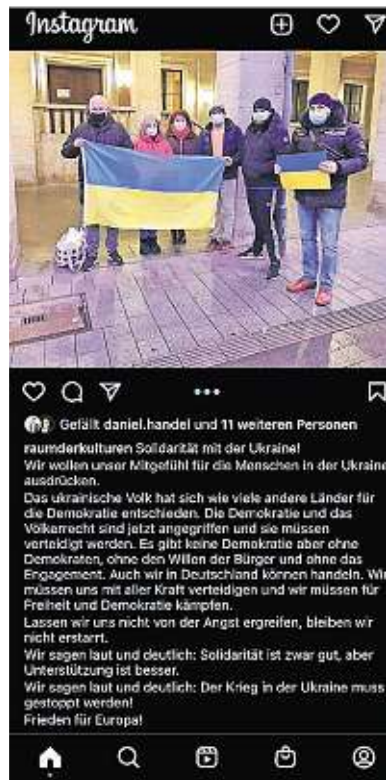 Instagram
Gefällt daniel.handel und 11 weiteren Personen
raumderkulturen Solidarität mit der Ukraine!
Wir wollen unser Mitgefühl für die Menschen in der Ukraine
ausdrücken.
Das ukrainische Volk hat sich wie viele andere Länder für
die Demokratie entschieden. Die Demokratie und das
Völkerrecht sind jetzt angegriffen und sie müssen
verteidigt werden. Es gibt keine Demokratie aber ohne
Demokraten, ohne den Willen der Bürger und ohne das
Engagement. Auch wir in Deutschland können handeln. Wir
müssen uns mit aller Kraft verteidigen und wir müssen für
Freiheit und Demokratie kämpfen.
Lassen wir uns nicht von der Angst ergreifen, bleiben wir
nicht erstarrt.
Wir sagen laut und deutlich: Solidarität ist zwar gut, aber
Unterstützung ist besser.
Wir sagen laut und deutlich: Der Krieg in der Ukraine muss
gestoppt werden!
Frieden für Europa!